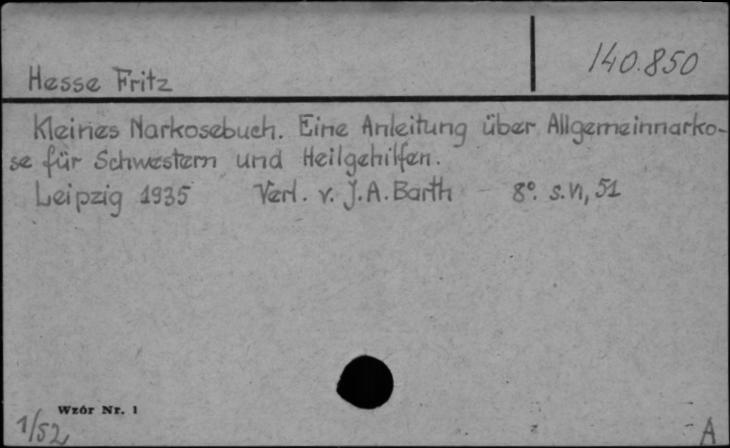 140.850
Hesse Fritz
Kleines Narkosebuch. Eine Anleitung über Allgemeinnarko-
se für Schwestern und Heilgehilfen.
Leipzig 1935 Verl. v. J.A. Barth 8° s. VI, 51
Wzór Nr. 1
1/52
A